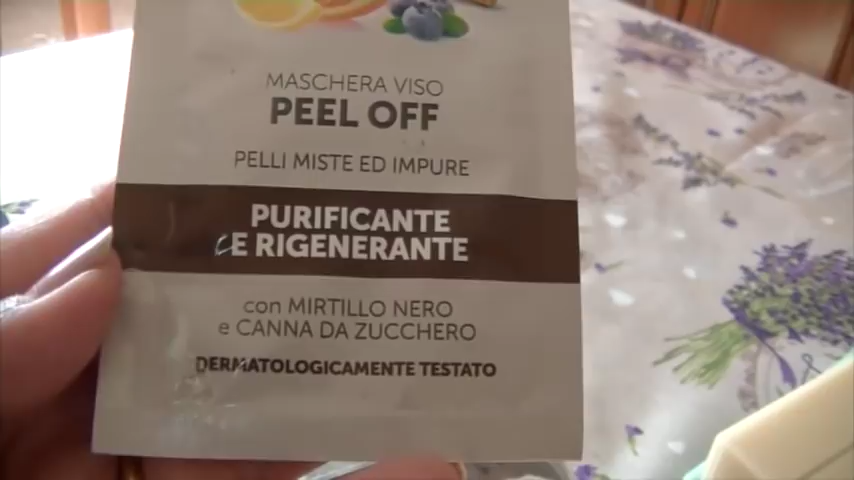 MASCHERA VISO
PEEL OFF
PELLI MISTE ED IMPURE
PURIFICANTE
E RIGENERANTE
con MIRTILLO NERO
e CANNA DA ZUCCHERO
DERMATOLOGICAMENTE TESTATO